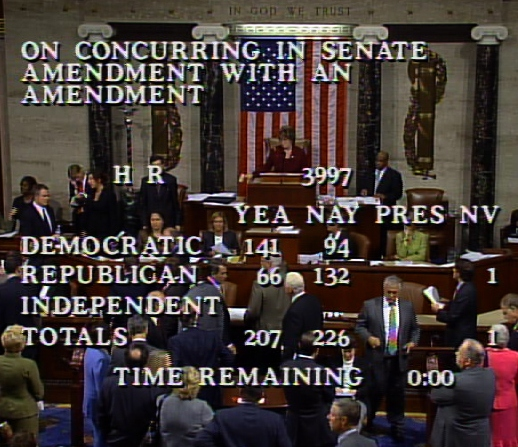 IN GOD WE TRUST
ON CONCURRING IN SENATE
AMENDMENT WITH AN
AMENDMENT
H R 3997
YEA NAY PRES NV
DEMOCRATIC 141 94
REPUBLICAN 66 132 1
INDEPENDENT
TOTALS 207 226 1
TIME REMAINING 0:00